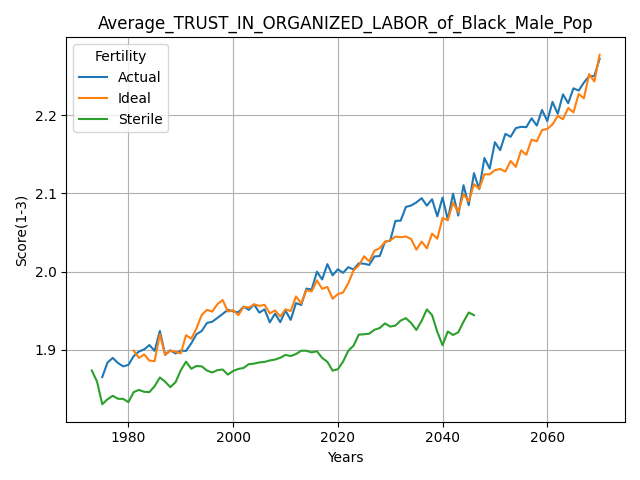 Average_TRUST_IN_ORGANIZED_LABOR_of_Black_Male_Pop
Fertility
Actual
Ideal
Sterile
Score(1-3)
2.2
2.1
2.0
1.9
1980 2000 2020 2040 2060
Years